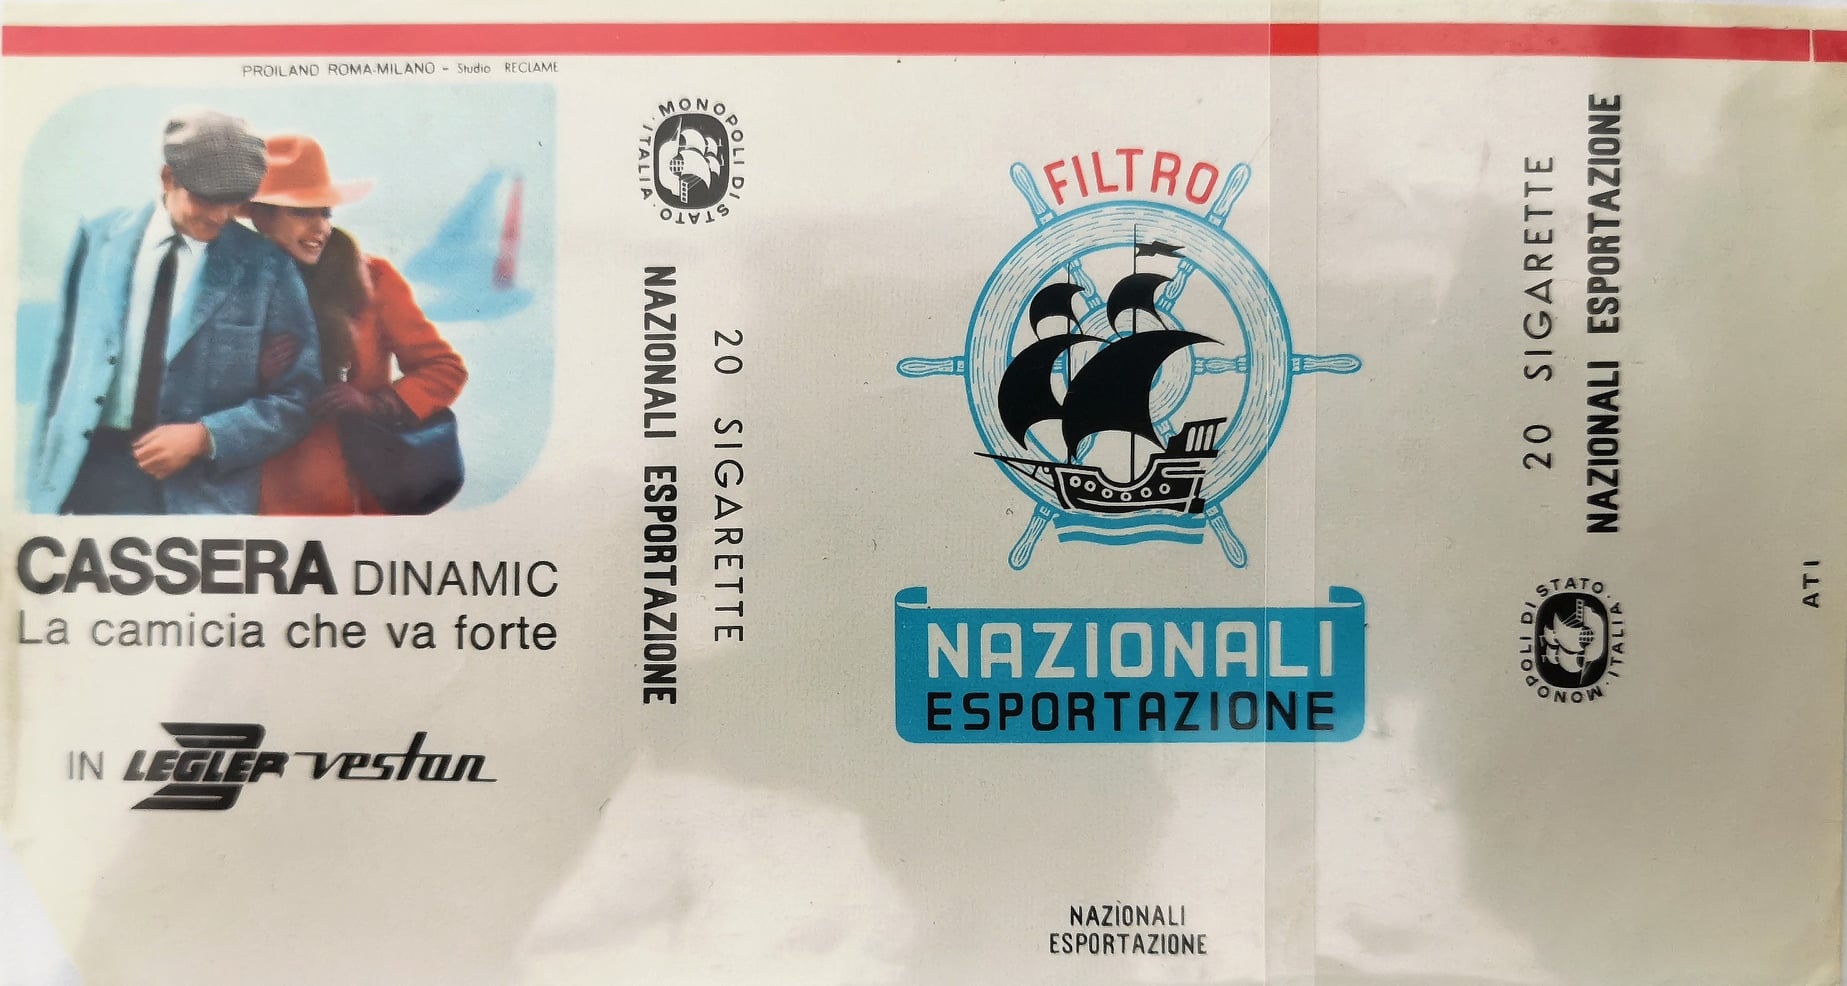 PROILAND ROMA-MILANO - Studio RECLAME
CASSERA DINAMIC
La camicia che va forte
IN LEGLER vestan
MONOPOLI DI STATO · ITALIA ·
NAZIONALI ESPORTAZIONE
20 SIGARETTE
FILTRO
NAZIONALI
ESPORTAZIONE
NAZIONALI
ESPORTAZIONE
20 SIGARETTE
NAZIONALI ESPORTAZIONE
MONOPOLI DI STATO · ITALIA ·
ATI